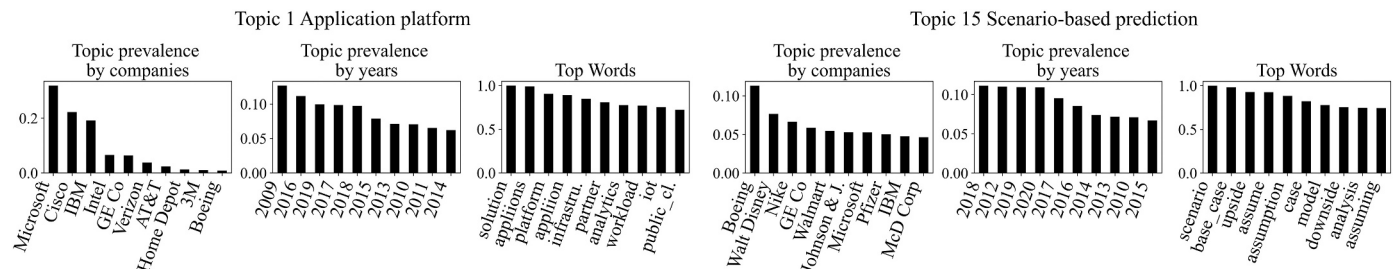 Topic 1 Application platform
Topic prevalence
by companies
0.2
0.0
Microsoft
Cisco
IBM
Intel
GE Co
Verizon
AT&T
Home Depot
3M
Boeing
Topic prevalence
by years
0.10
0.05
0.00
2009
2016
2019
2017
2018
2015
2013
2010
2011
2014
Top Words
1.0
0.5
0.0
solution
appliions
platform
appliion
infrastru.
partner
analytics
workload
iot
public_cl.
Topic 15 Scenario-based prediction
Topic prevalence
by companies
0.10
0.05
0.00
Boeing
Walt Disney
Nike
GE Co
Walmart
Johnson & J.
Microsoft
Pfizer
IBM
McD Corp
Topic prevalence
by years
0.10
0.05
0.00
2018
2012
2019
2020
2017
2016
2014
2013
2010
2015
Top Words
1.0
0.5
0.0
scenario
base_case
upside
assume
assumption
case
model
downside
analysis
assuming